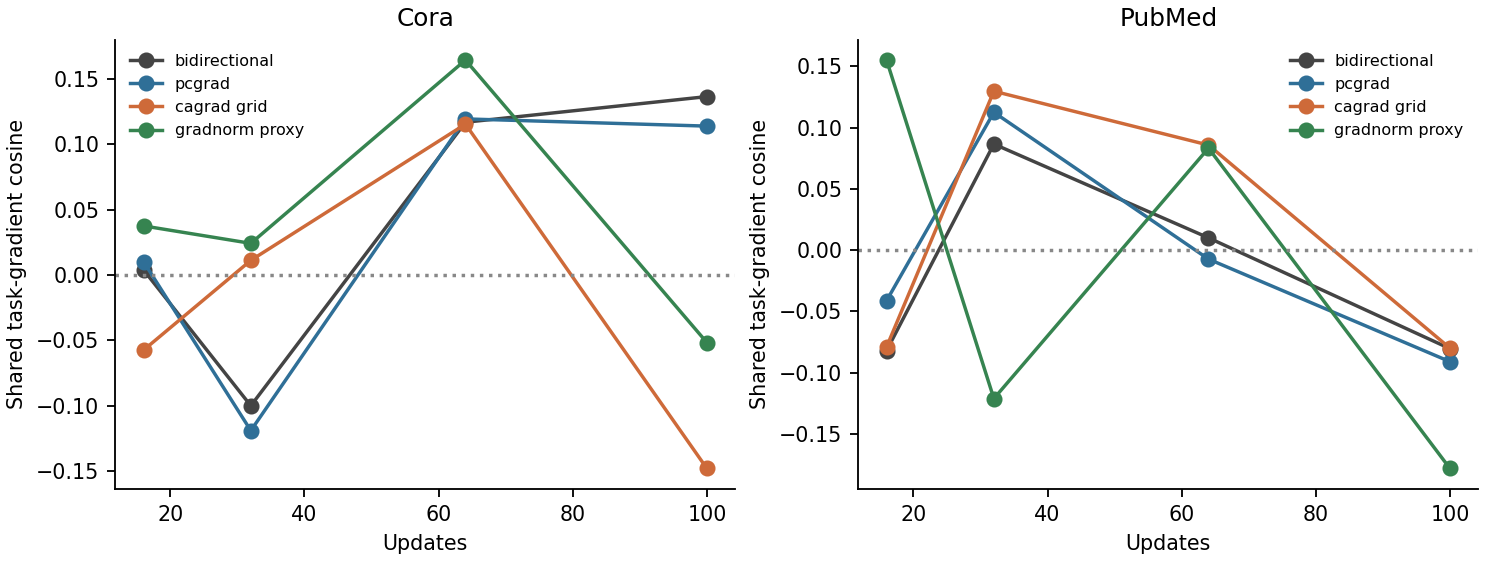 Cora
Shared task-gradient cosine
0.15
0.10
0.05
0.00
−0.05
−0.10
−0.15
bidirectional
pcgrad
cagrad grid
gradnorm proxy
20
40
60
80
100
Updates
PubMed
Shared task-gradient cosine
0.15
0.10
0.05
0.00
−0.05
−0.10
−0.15
bidirectional
pcgrad
cagrad grid
gradnorm proxy
20
40
60
80
100
Updates